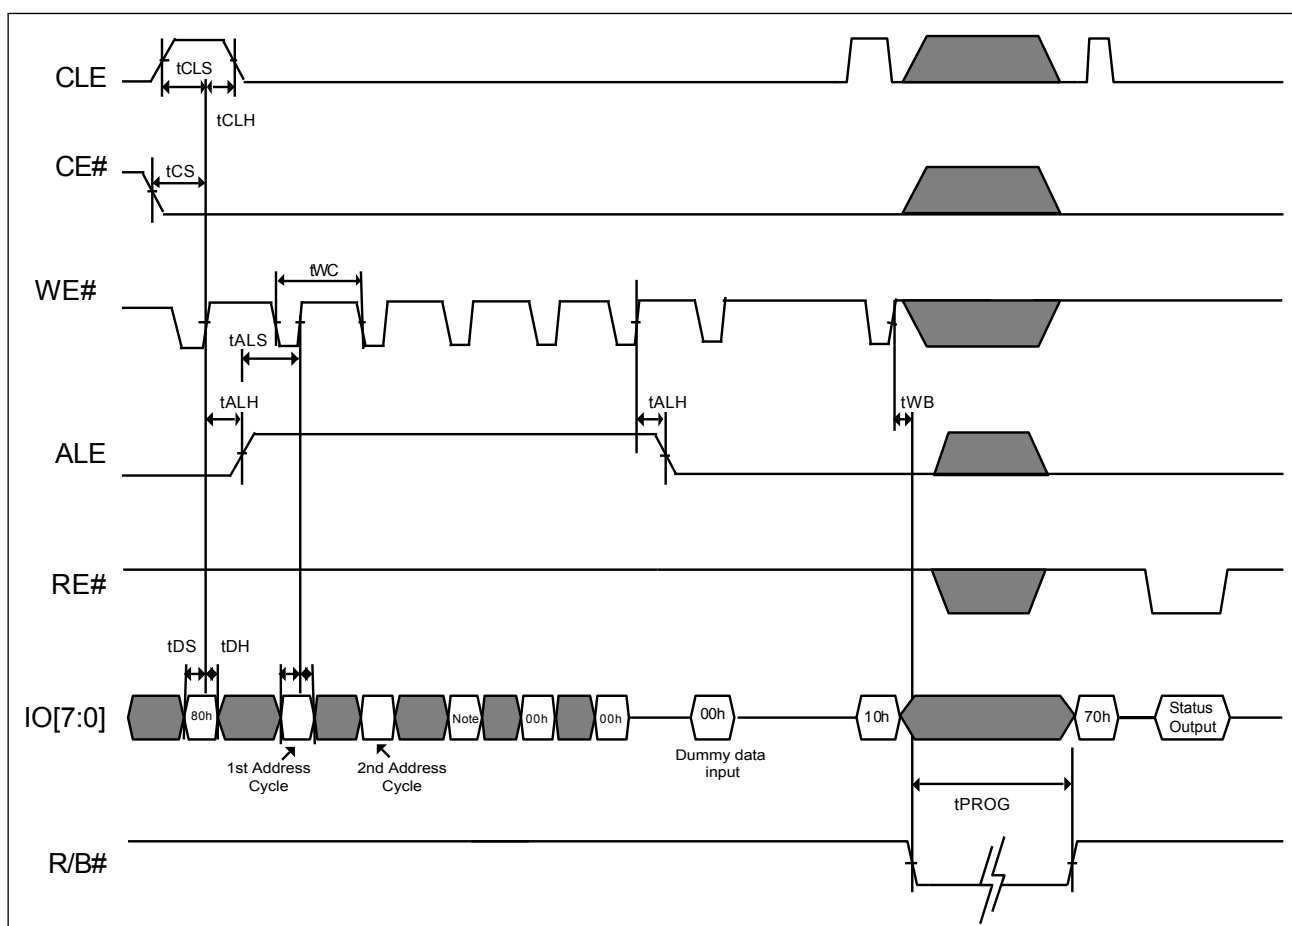 CLE
tCLS
tCLH
CE#
tCS
WE#
tWC
tALS
tALH
tALH
tWB
ALE
RE#
tDS
tDH
IO[7:0]
80h
Note
00h
00h
00h
10h
70h
Status
Output
1st Address
Cycle
2nd Address
Cycle
Dummy data
input
tPROG
R/B#